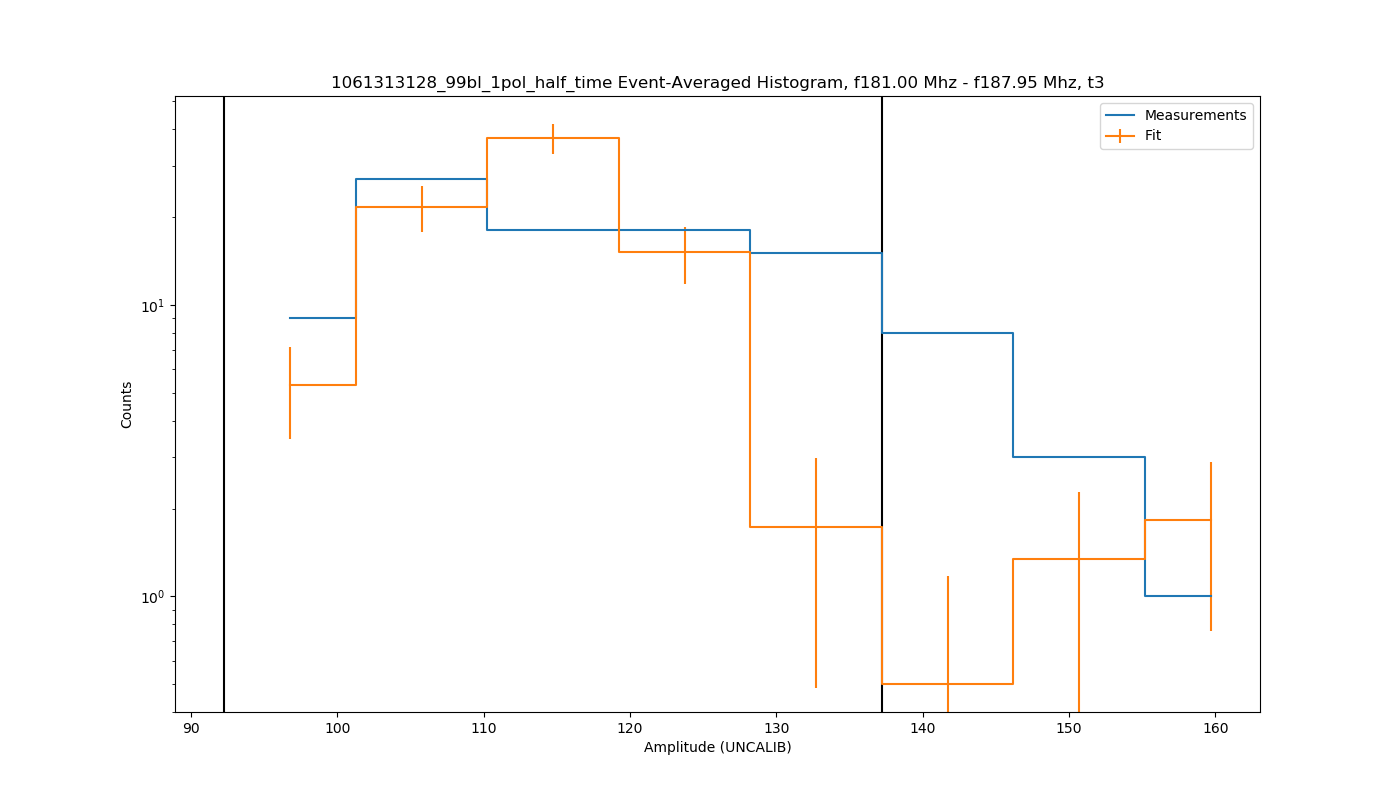 1061313128_99bl_1pol_half_time Event-Averaged Histogram, f181.00 Mhz - f187.95 Mhz, t3
Measurements
Fit
Counts
10¹
10⁰
90 100 110 120 130 140 150 160
Amplitude (UNCALIB)